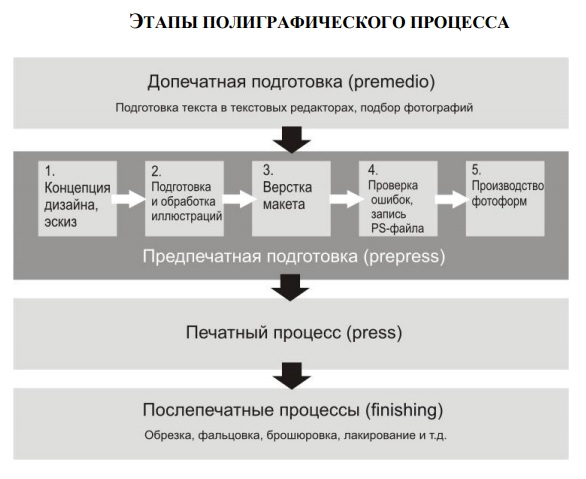 ЭТАПЫ ПОЛИГРАФИЧЕСКОГО ПРОЦЕССА
Допечатная подготовка (premedio)
Подготовка текста в текстовых редакторах, подбор фотографий
1.
Концепция
дизайна,
эскиз
2.
Подготовка
и обработка
иллюстраций
3.
Верстка
макета
4.
Проверка
ошибок,
запись
PS-файла
5.
Производство
фотоформ
Предпечатная подготовка (prepress)
Печатный процесс (press)
Послепечатные процессы (finishing)
Обрезка, фальцовка, брошюровка, лакирование и т.д.